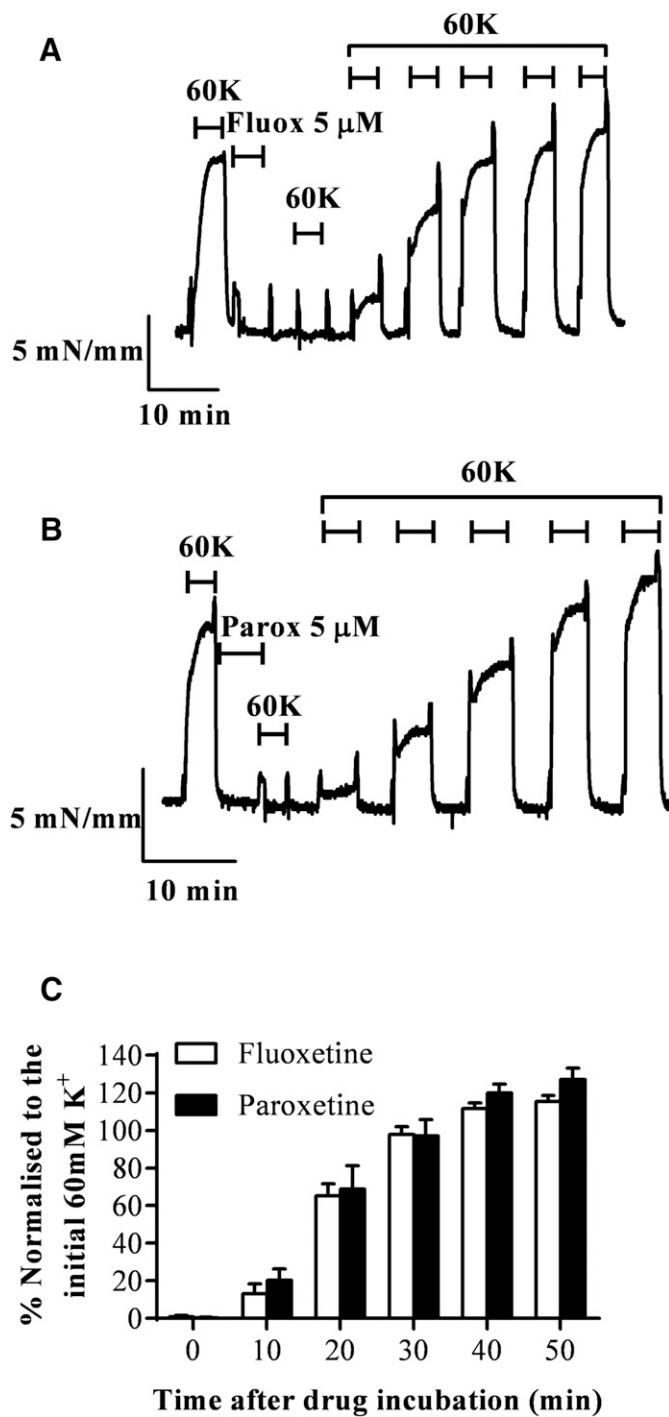 A
60K
60K
Fluox 5 µM
60K
5 mN/mm
10 min
B
60K
60K
Parox 5 µM
60K
5 mN/mm
10 min
C
% Normalised to the
initial 60mM K+
140
120
100
80
60
40
20
0
Fluoxetine
Paroxetine
0 10 20 30 40 50
Time after drug incubation (min)